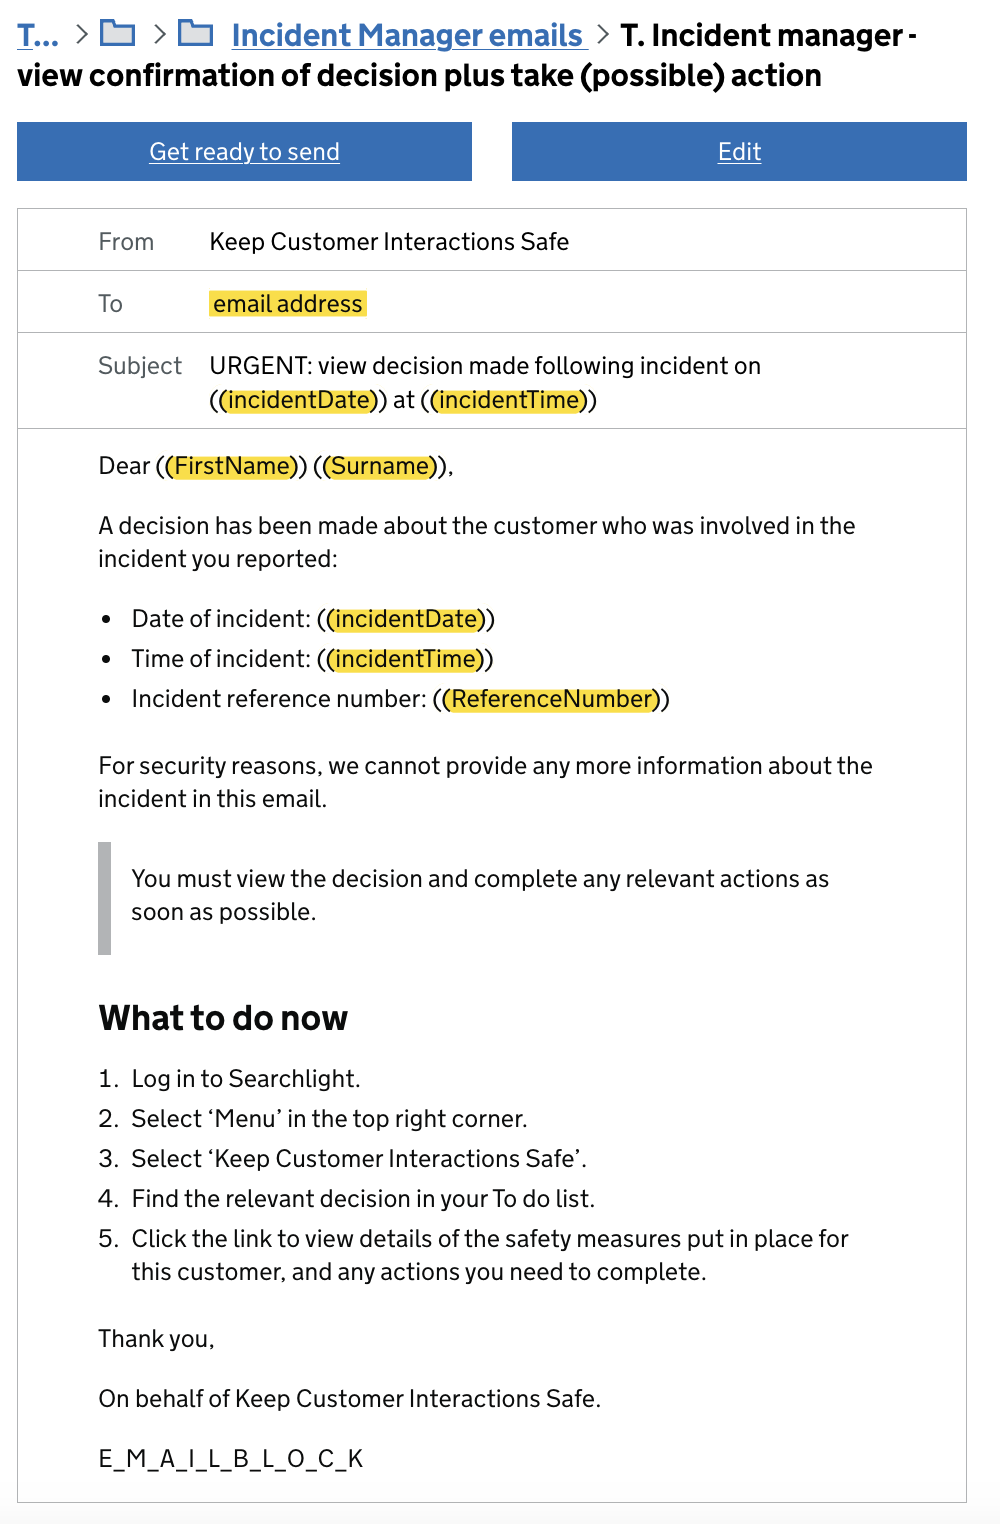 T... > > Incident Manager emails > T. Incident manager -
view confirmation of decision plus take (possible) action
Get ready to send
Edit
From Keep Customer Interactions Safe
To email address
Subject URGENT: view decision made following incident on
((incidentDate)) at ((incidentTime))
Dear ((FirstName)) ((Surname)),
A decision has been made about the customer who was involved in the
incident you reported:
• Date of incident: ((incidentDate))
• Time of incident: ((incidentTime))
• Incident reference number: ((ReferenceNumber))
For security reasons, we cannot provide any more information about the
incident in this email.
You must view the decision and complete any relevant actions as
soon as possible.
What to do now
1. Log in to Searchlight.
2. Select ‘Menu’ in the top right corner.
3. Select ‘Keep Customer Interactions Safe’.
4. Find the relevant decision in your To do list.
5. Click the link to view details of the safety measures put in place for
this customer, and any actions you need to complete.
Thank you,
On behalf of Keep Customer Interactions Safe.
E_M_A_I_L_B_L_O_C_K